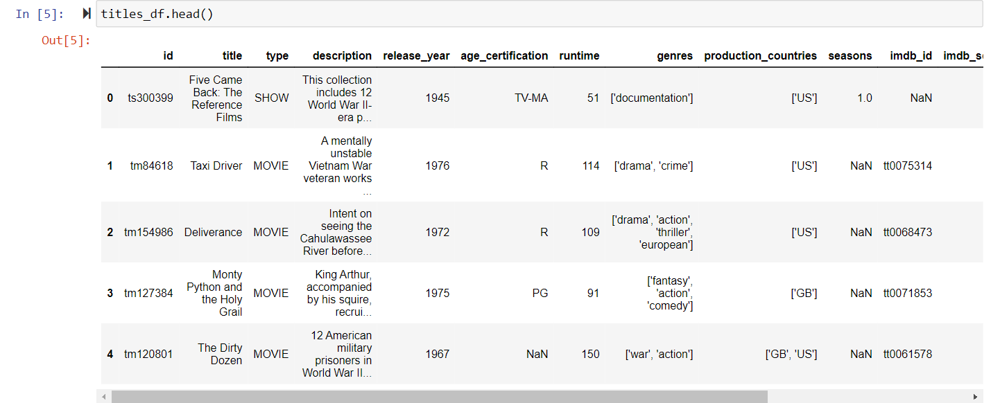 In [5]: titles_df.head()
Out[5]:
id title type description release_year age_certification runtime genres production_countries seasons imdb_id imdb_s
0 ts300399 Five Came Back: The Reference Films SHOW This collection includes 12 World War II-era p... 1945 TV-MA 51 ['documentation'] ['US'] 1.0 NaN
1 tm84618 Taxi Driver MOVIE A mentally unstable Vietnam War veteran works ... 1976 R 114 ['drama', 'crime'] ['US'] NaN tt0075314
2 tm154986 Deliverance MOVIE Intent on seeing the Cahulawassee River before... 1972 R 109 ['drama', 'action', 'thriller', 'european'] ['US'] NaN tt0068473
3 tm127384 Monty Python and the Holy Grail MOVIE King Arthur, accompanied by his squire, recrui... 1975 PG 91 ['fantasy', 'action', 'comedy'] ['GB'] NaN tt0071853
4 tm120801 The Dirty Dozen MOVIE 12 American military prisoners in World War II... 1967 NaN 150 ['war', 'action'] ['GB', 'US'] NaN tt0061578